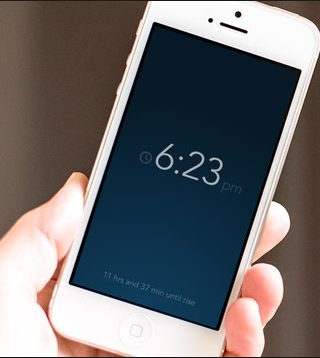 6:23 pm
11 hrs and 37 min until rise